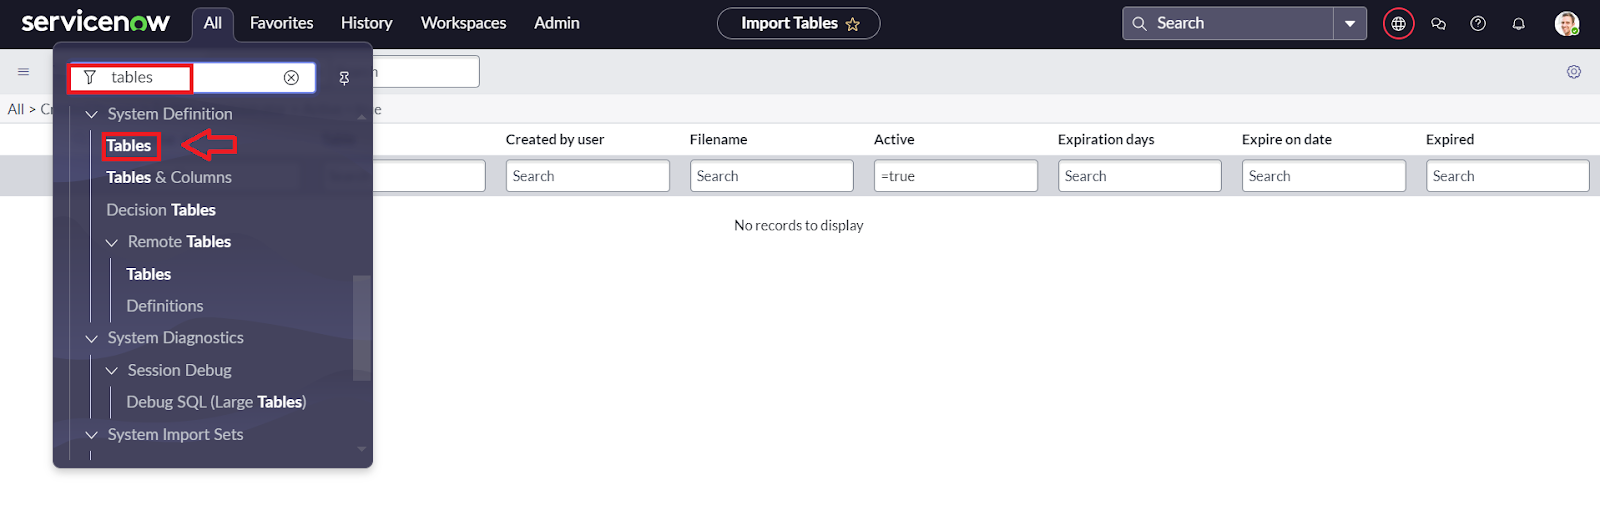 servicenow All Favorites History Workspaces Admin Import Tables Search
tables
All >
System Definition
Tables
Tables & Columns
Decision Tables
Remote Tables
Tables
Definitions
System Diagnostics
Session Debug
Debug SQL (Large Tables)
System Import Sets
Created by user Filename Active Expiration days Expire on date Expired
Search Search =true Search Search Search
No records to display